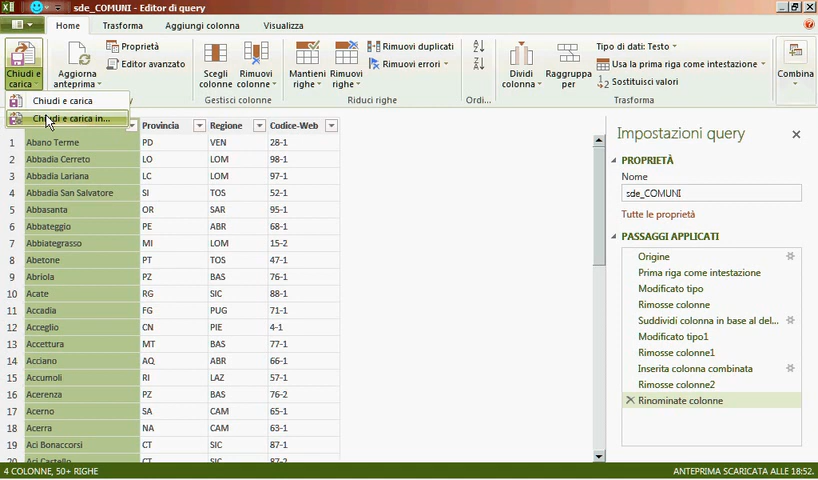 sde_COMUNI - Editor di query
Home Trasforma Aggiungi colonna Visualizza
Chiudi e carica
Aggiorna anteprima
Proprietà
Editor avanzato
Scegli colonne
Rimuovi colonne
Gestisci colonne
Mantieni righe
Rimuovi righe
Rimuovi duplicati
Rimuovi errori
Riduci righe
Ordi...
Dividi colonna
Raggruppa per
Tipo di dati: Testo
Usa la prima riga come intestazione
Sostituisci valori
Trasforma
Combina
Chiudi e carica
Chiudi e carica in...
Provincia Regione Codice-Web
1 Abano Terme PD VEN 28-1
2 Abbadia Cerreto LO LOM 98-1
3 Abbadia Lariana LC LOM 97-1
4 Abbadia San Salvatore SI TOS 52-1
5 Abbasanta OR SAR 95-1
6 Abbateggio PE ABR 68-1
7 Abbiategrasso MI LOM 15-2
8 Abetone PT TOS 47-1
9 Abriola PZ BAS 76-1
10 Acate RG SIC 88-1
11 Accadia FG PUG 71-1
12 Acceglio CN PIE 4-1
13 Accettura MT BAS 77-1
14 Acciano AQ ABR 66-1
15 Accumoli RI LAZ 57-1
16 Acerenza PZ BAS 76-2
17 Acerno SA CAM 65-1
18 Acerra NA CAM 63-1
19 Aci Bonaccorsi CT SIC 87-1
20 Aci Castello CT SIC 87-2
Impostazioni query
PROPRIETÀ
Nome
sde_COMUNI
Tutte le proprietà
PASSAGGI APPLICATI
Origine
Prima riga come intestazione
Modificato tipo
Rimosse colonne
Suddividi colonna in base al del...
Modificato tipo1
Rimosse colonne1
Inserita colonna combinata
Rimosse colonne2
Rinominate colonne
4 COLONNE, 50+ RIGHE
ANTEPRIMA SCARICATA ALLE 18:52.